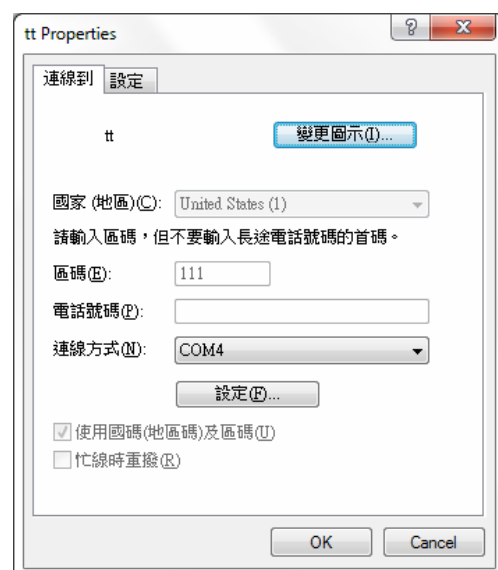 tt Properties
連線到 設定
tt 變更圖示(I)...
國家 (地區)(C): United States (1)
請輸入區碼，但不要輸入長途電話號碼的首碼。
區碼(E): 111
電話號碼(P):
連線方式(N): COM4
設定(F)...
使用國碼(地區碼)及區碼(U)
忙線時重撥(R)
OK Cancel